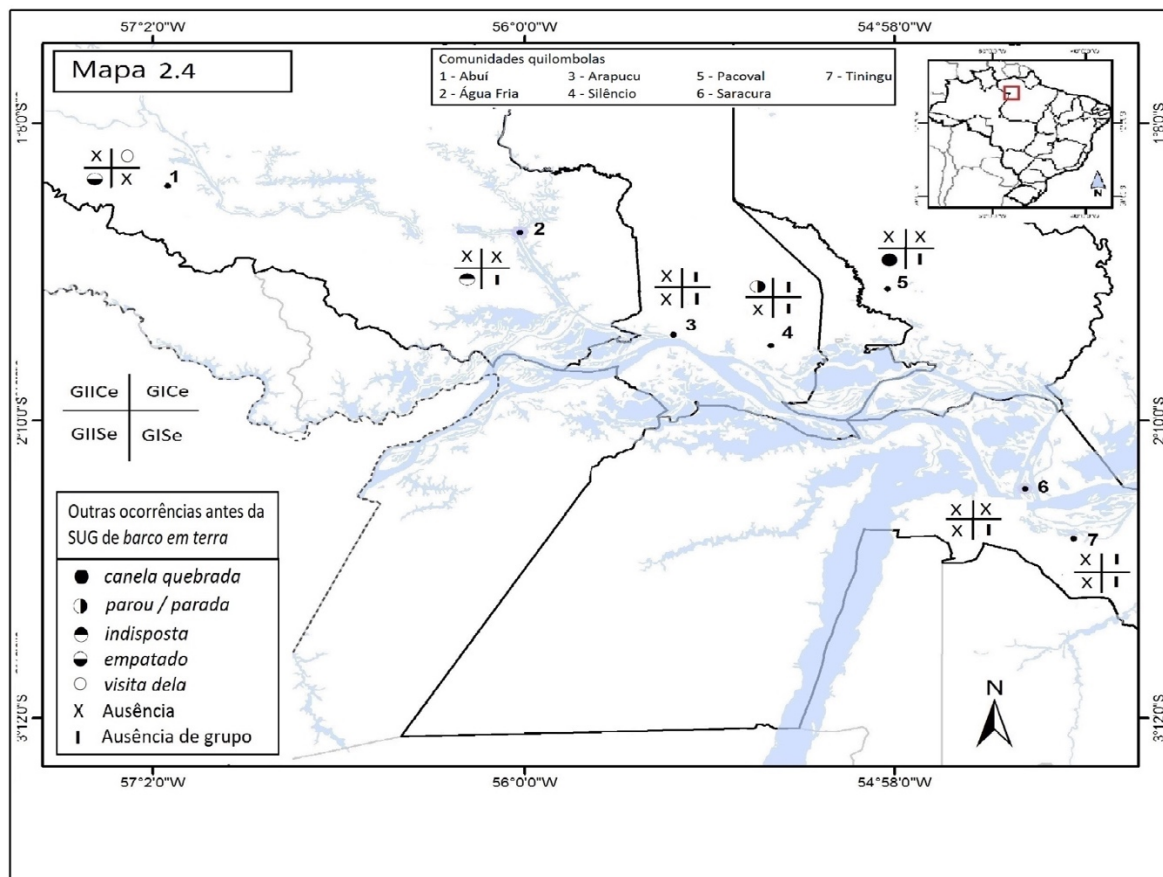 57°2'0"W 56°0'0"W 54°58'0"W
Mapa 2.4
Comunidades quilombolas
1 - Abuí 3 - Arapucu 5 - Pacoval 7 - Tiningu
2 - Água Fria 4 - Silêncio 6 - Saracura
1°8'0"S 1°8'0"S
N
X
X
1
2
X X
I
X I
X I
3
I
X I
4
X X
I
5
GIICe GICe
GIISe GISe
2°10'0"S 2°10'0"S
6
X X
X I
7
X I
X I
Outras ocorrências antes da
SUG de barco em terra
canela quebrada
parou / parada
indisposta
empatado
visita dela
X Ausência
I Ausência de grupo
N
3°12'0"S 3°12'0"S
57°2'0"W 56°0'0"W 54°58'0"W